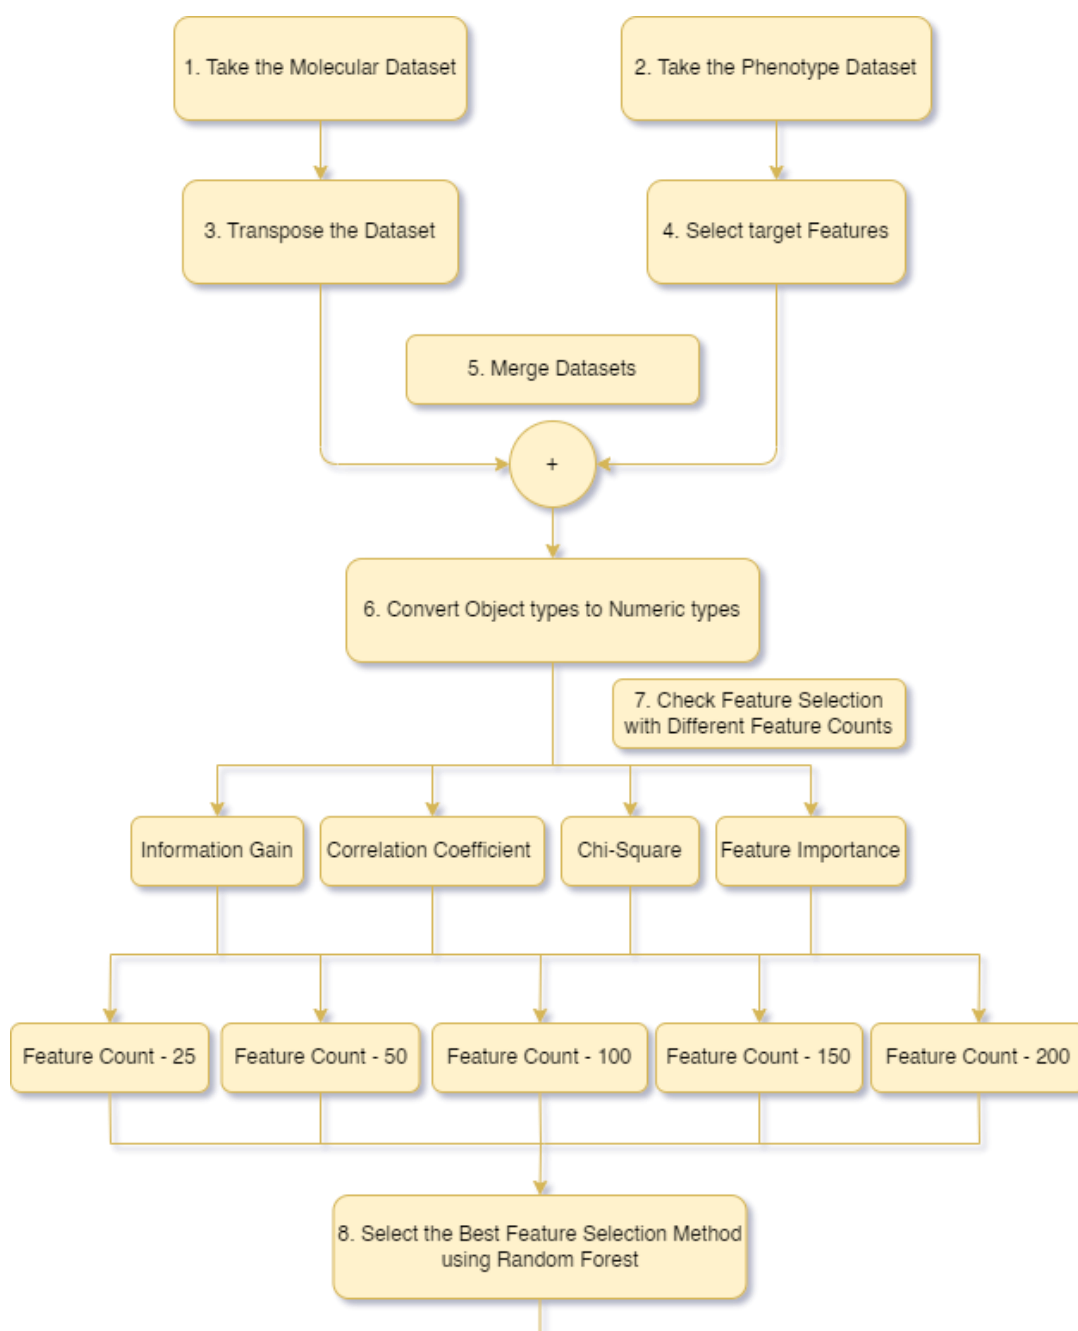 1. Take the Molecular Dataset
2. Take the Phenotype Dataset
3. Transpose the Dataset
4. Select target Features
5. Merge Datasets
+
6. Convert Object types to Numeric types
7. Check Feature Selection
with Different Feature Counts
Information Gain
Correlation Coefficient
Chi-Square
Feature Importance
Feature Count - 25
Feature Count - 50
Feature Count - 100
Feature Count - 150
Feature Count - 200
8. Select the Best Feature Selection Method
using Random Forest